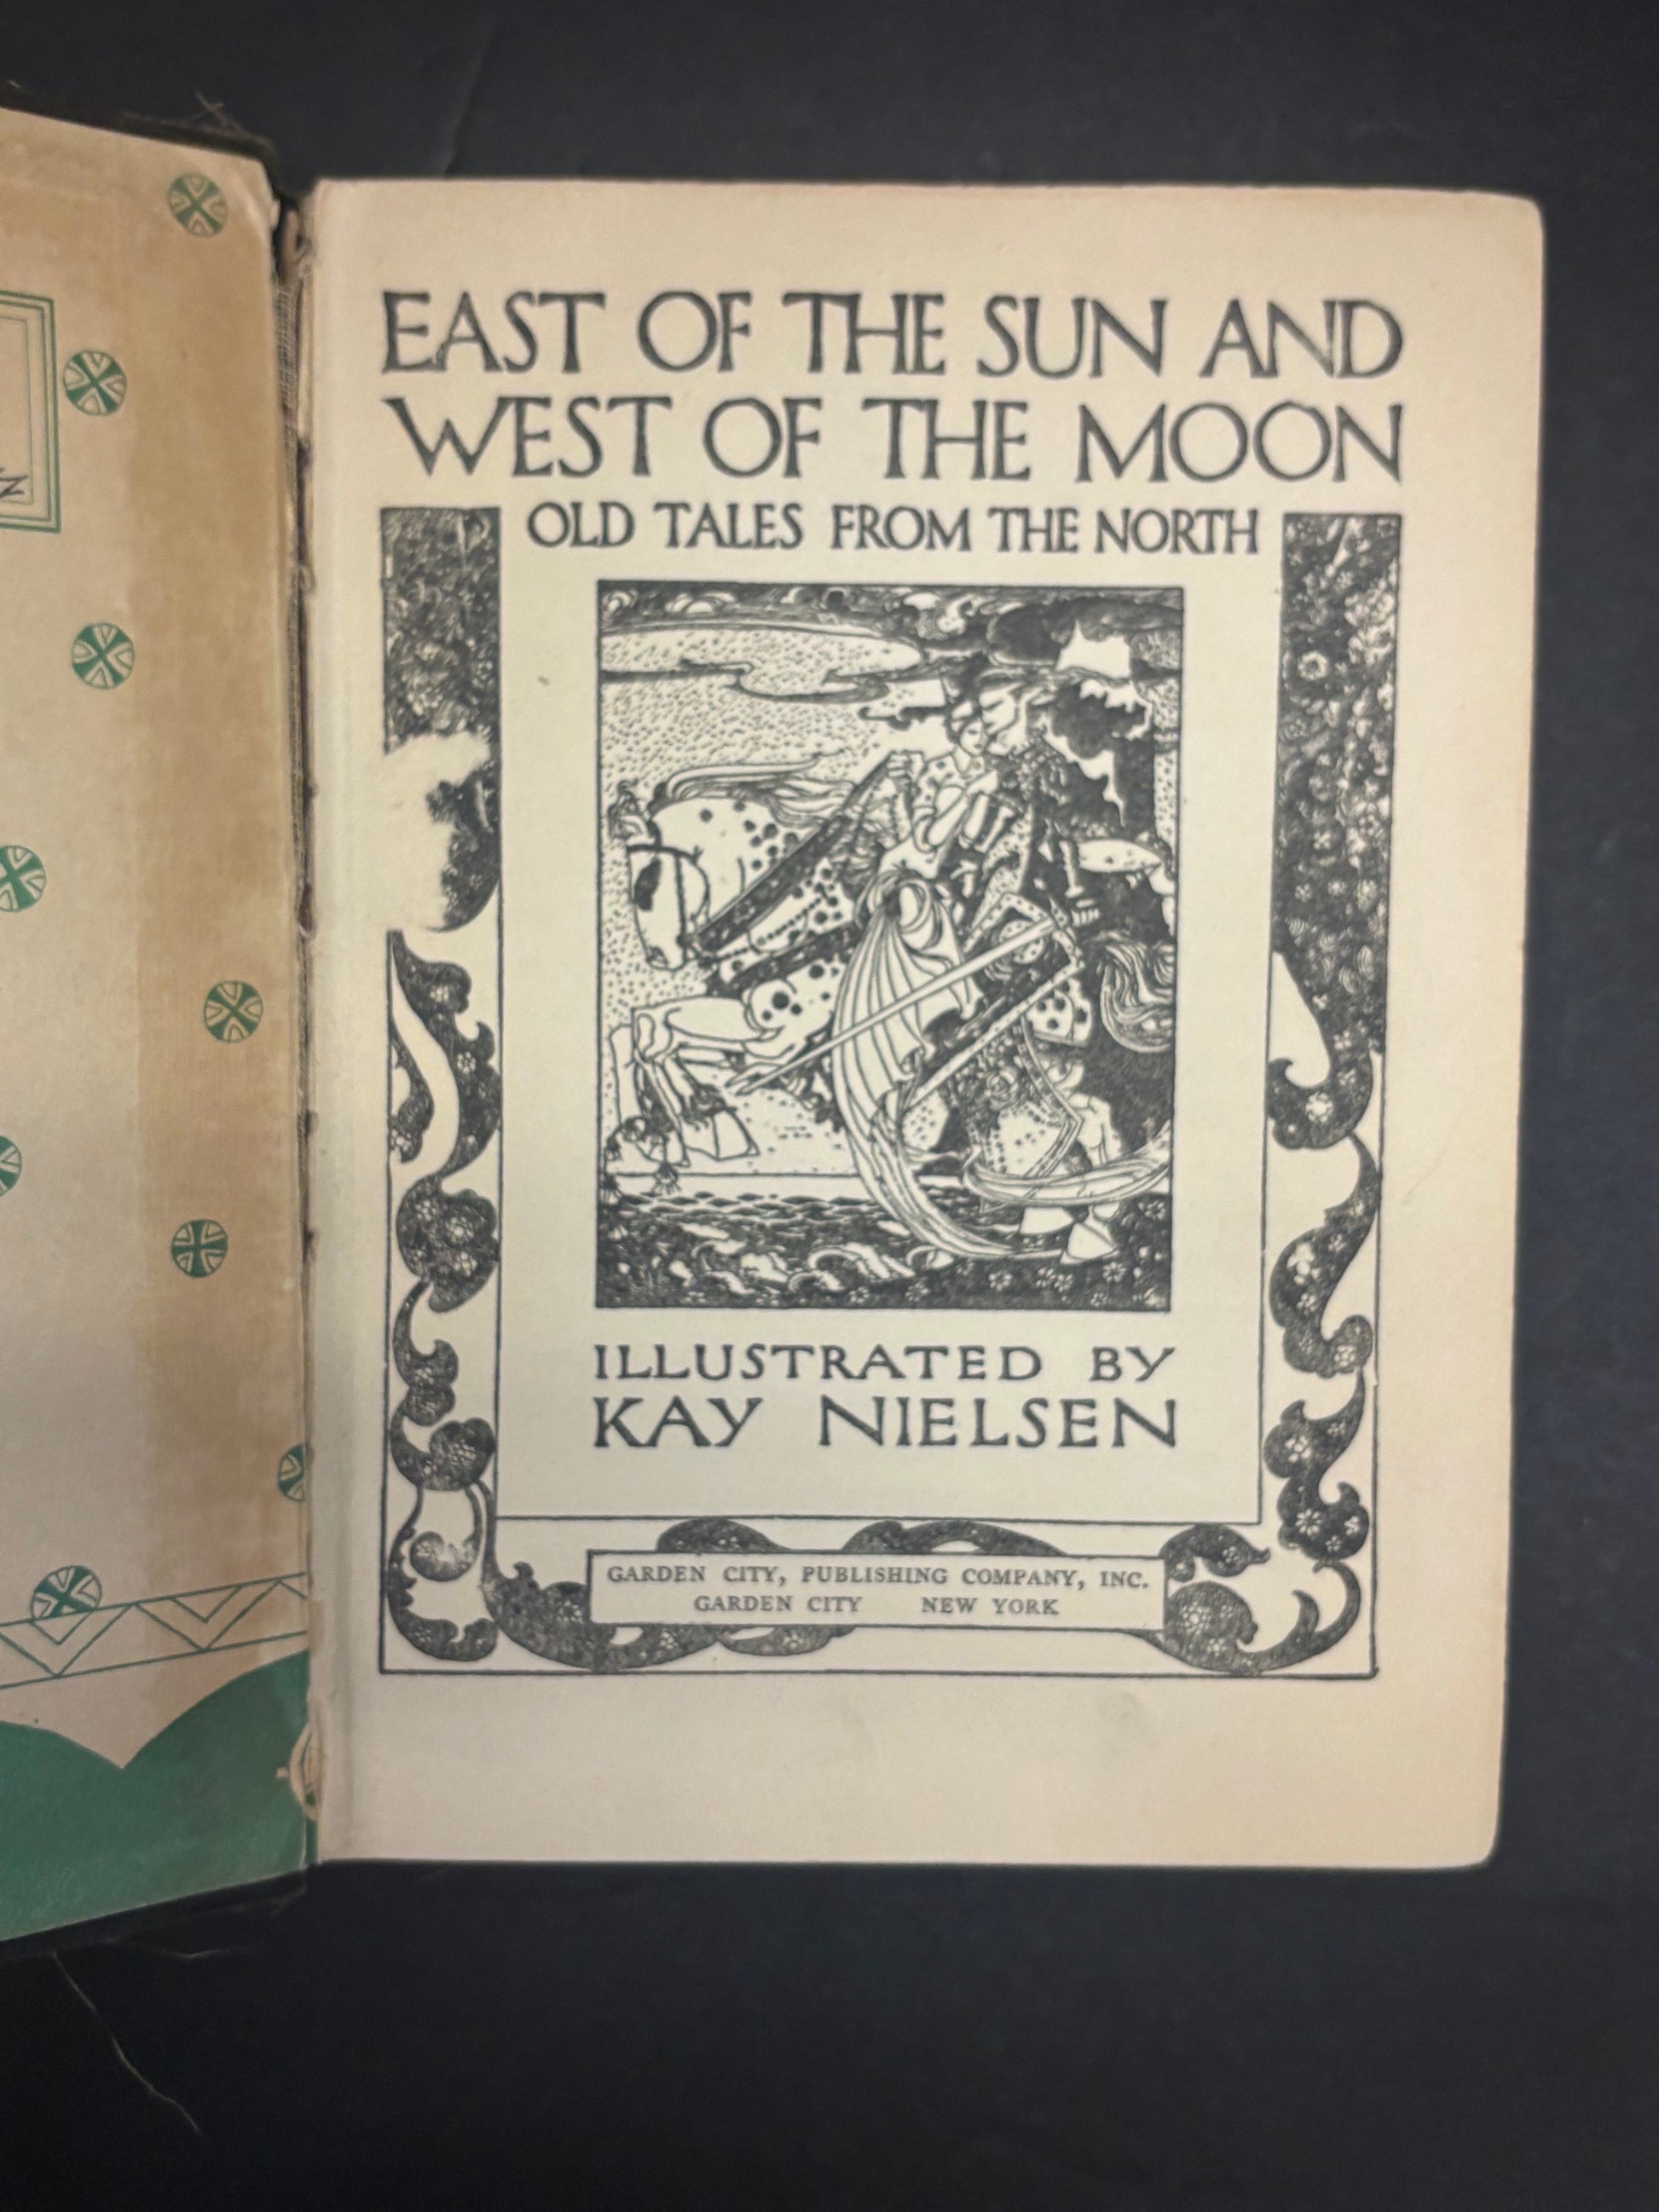 EAST OF THE SUN AND
WEST OF THE MOON
OLD TALES FROM THE NORTH
ILLUSTRATED BY
KAY NIELSEN
GARDEN CITY, PUBLISHING COMPANY, INC.
GARDEN CITY NEW YORK